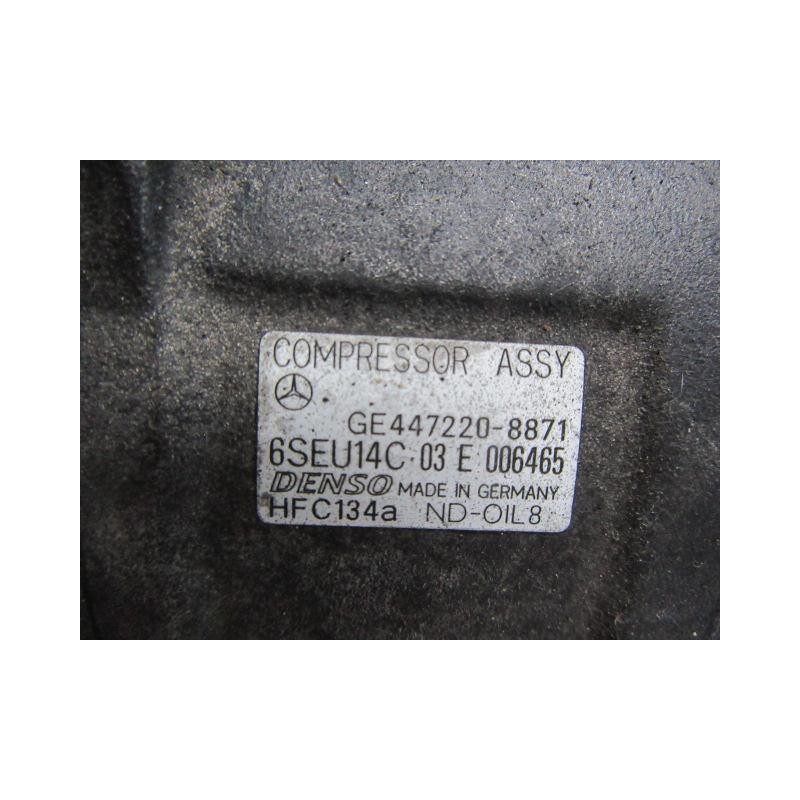 COMPRESSOR ASSY
GE447220-8871
6SEU14C 03 E 006465
DENSO MADE IN GERMANY
HFC134a ND-OIL8